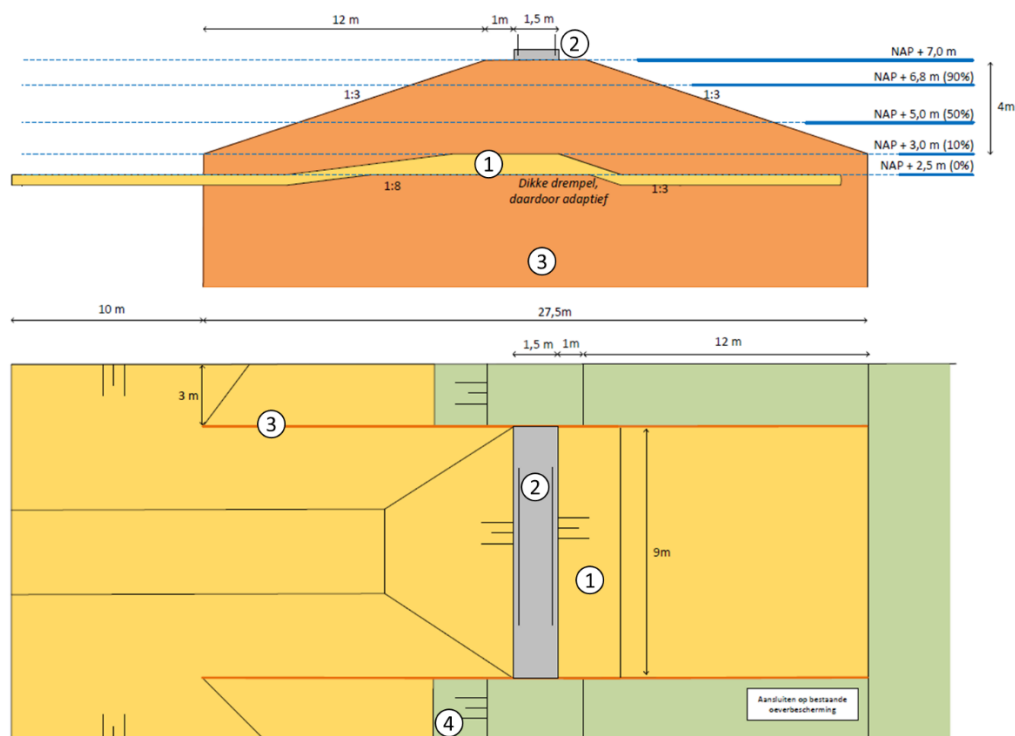 12 m
1m
1,5 m
2
NAP + 7,0 m
NAP + 6,8 m (90%)
1:3
1:3
4m
NAP + 5,0 m (50%)
NAP + 3,0 m (10%)
NAP + 2,5 m (0%)
1
1:8
Dikke drempel,
daardoor adaptief
1:3
3
10 m
27,5m
1,5 m
1m
12 m
3 m
3
2
9m
1
4
Aansluiten op bestaande
oeverbescherming